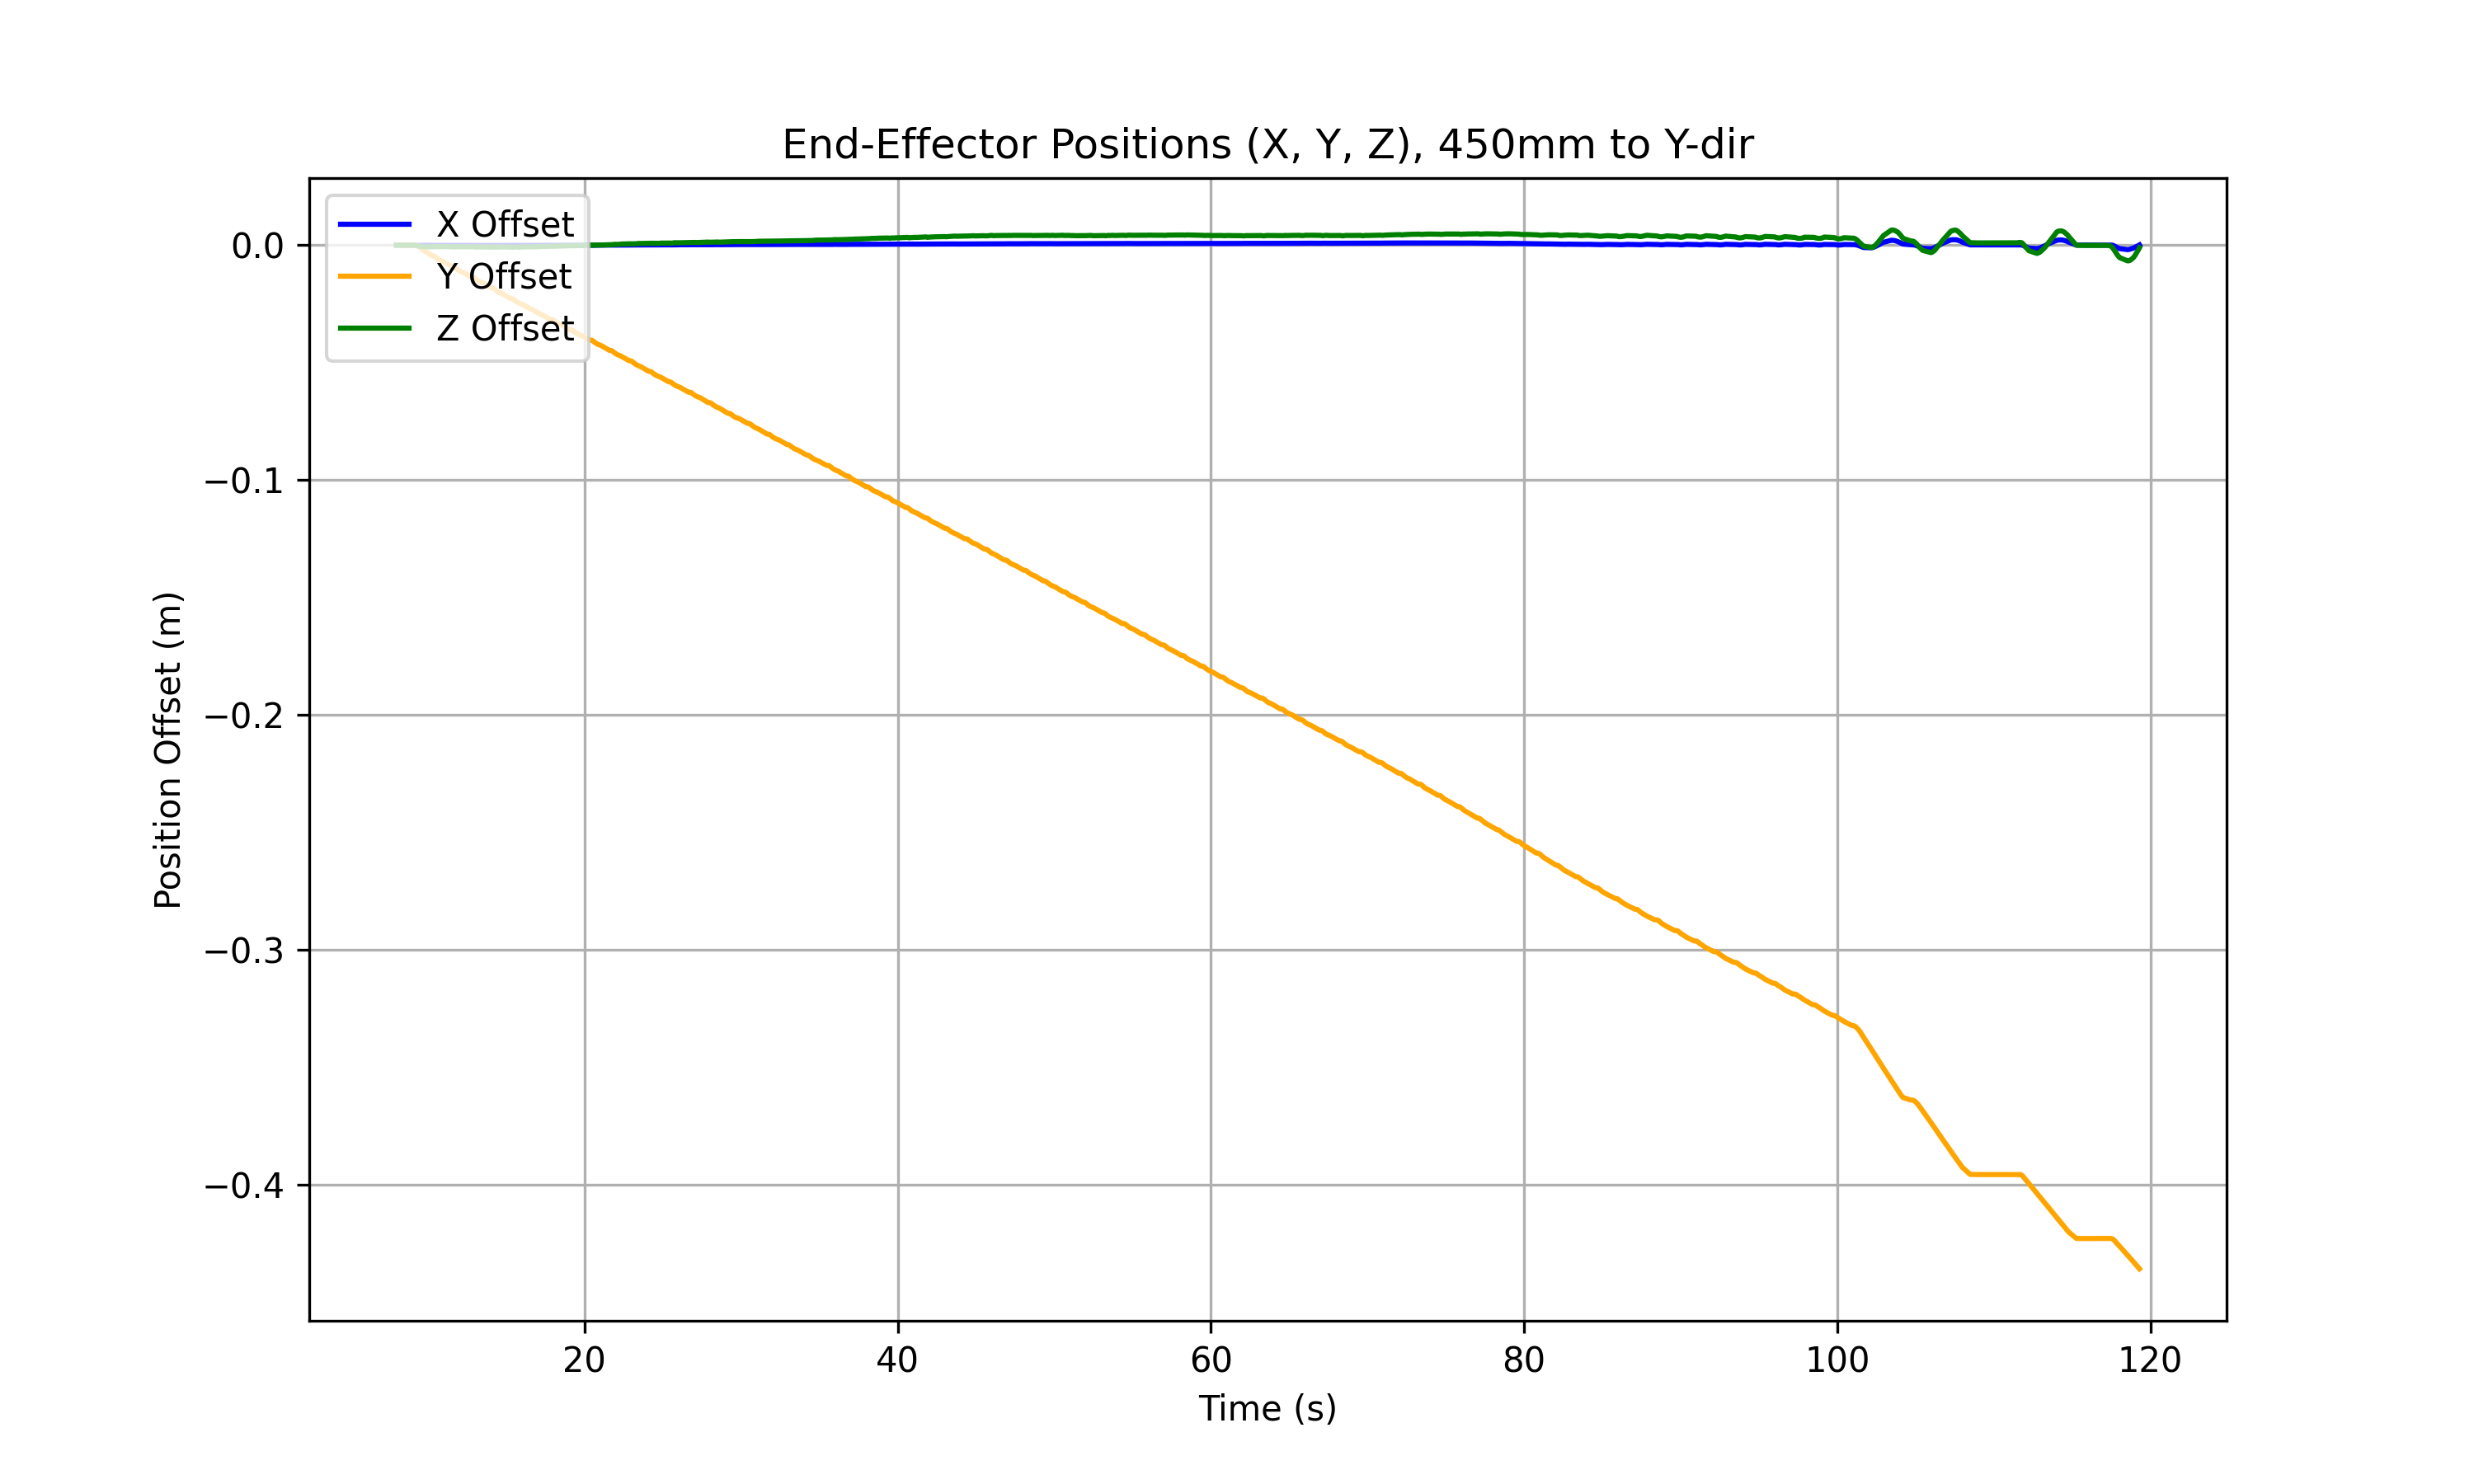 End-Effector Positions (X, Y, Z), 450mm to Y-dir
X Offset
Y Offset
Z Offset
0.0
−0.1
−0.2
−0.3
−0.4
Position Offset (m)
20 40 60 80 100 120
Time (s)